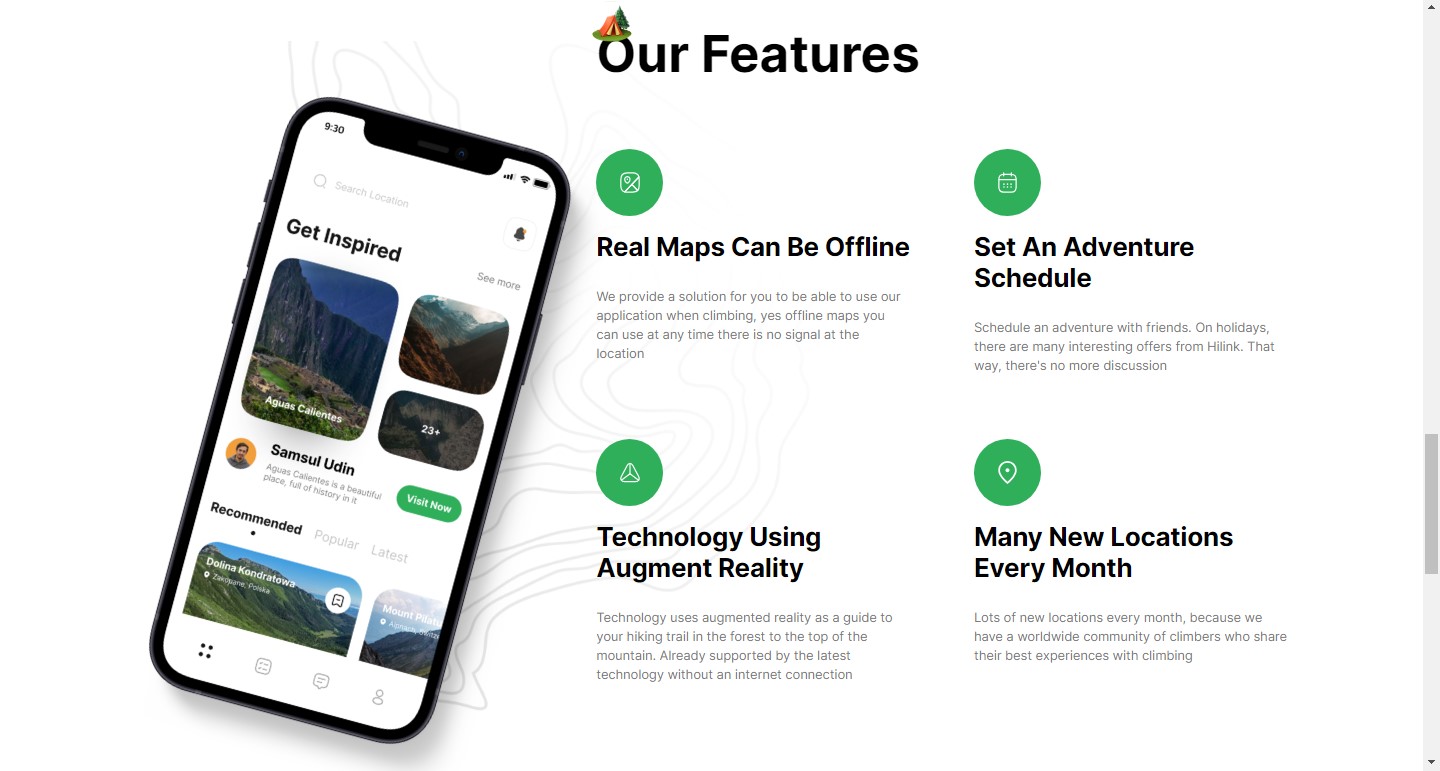 Our Features
9:30
Search Location
Get Inspired
See more
Aguas Calientes
23+
Samsul Udin
Aguas Calientes is a beautiful
place, full of history in it
Visit Now
Recommended
Popular
Latest
Dolina Kondratowa
Zakopane, Polska
Mount Pilatu
Alpnach, Switze
Real Maps Can Be Offline
We provide a solution for you to be able to use our
application when climbing, yes offline maps you
can use at any time there is no signal at the
location
Set An Adventure
Schedule
Schedule an adventure with friends. On holidays,
there are many interesting offers from Hilink. That
way, there's no more discussion
Technology Using
Augment Reality
Technology uses augmented reality as a guide to
your hiking trail in the forest to the top of the
mountain. Already supported by the latest
technology without an internet connection
Many New Locations
Every Month
Lots of new locations every month, because we
have a worldwide community of climbers who share
their best experiences with climbing